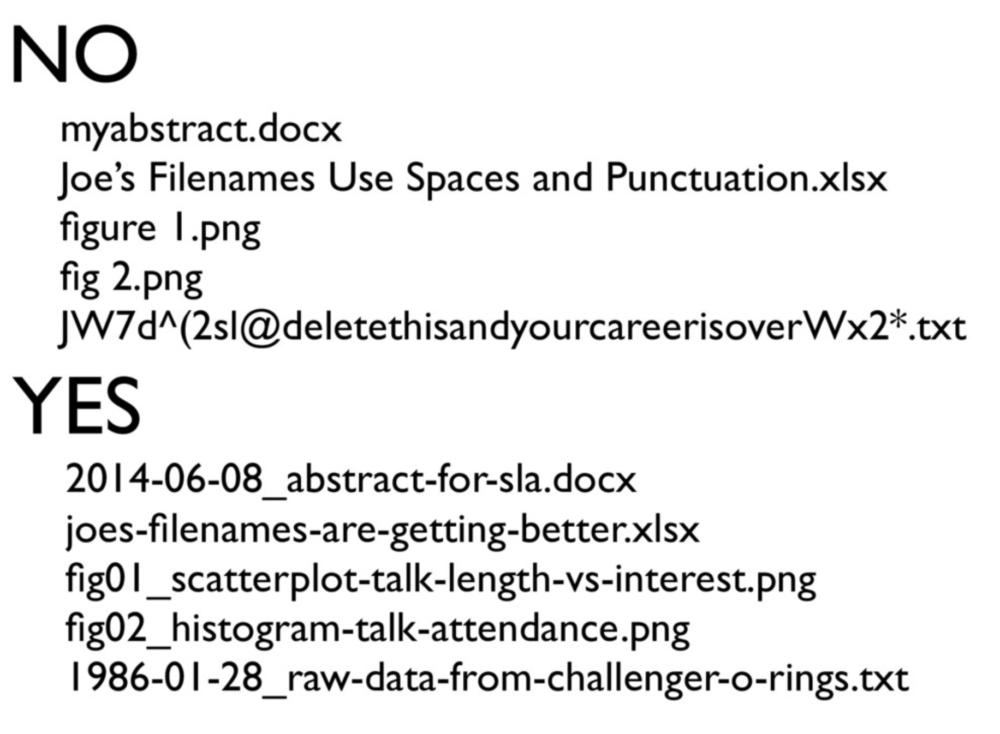 NO
myabstract.docx
Joe’s Filenames Use Spaces and Punctuation.xlsx
figure 1.png
fig 2.png
JW7d^(2sl@deletethisandyourcareerisoverWx2*.txt
YES
2014-06-08_abstract-for-sla.docx
joes-filenames-are-getting-better.xlsx
fig01_scatterplot-talk-length-vs-interest.png
fig02_histogram-talk-attendance.png
1986-01-28_raw-data-from-challenger-o-rings.txt